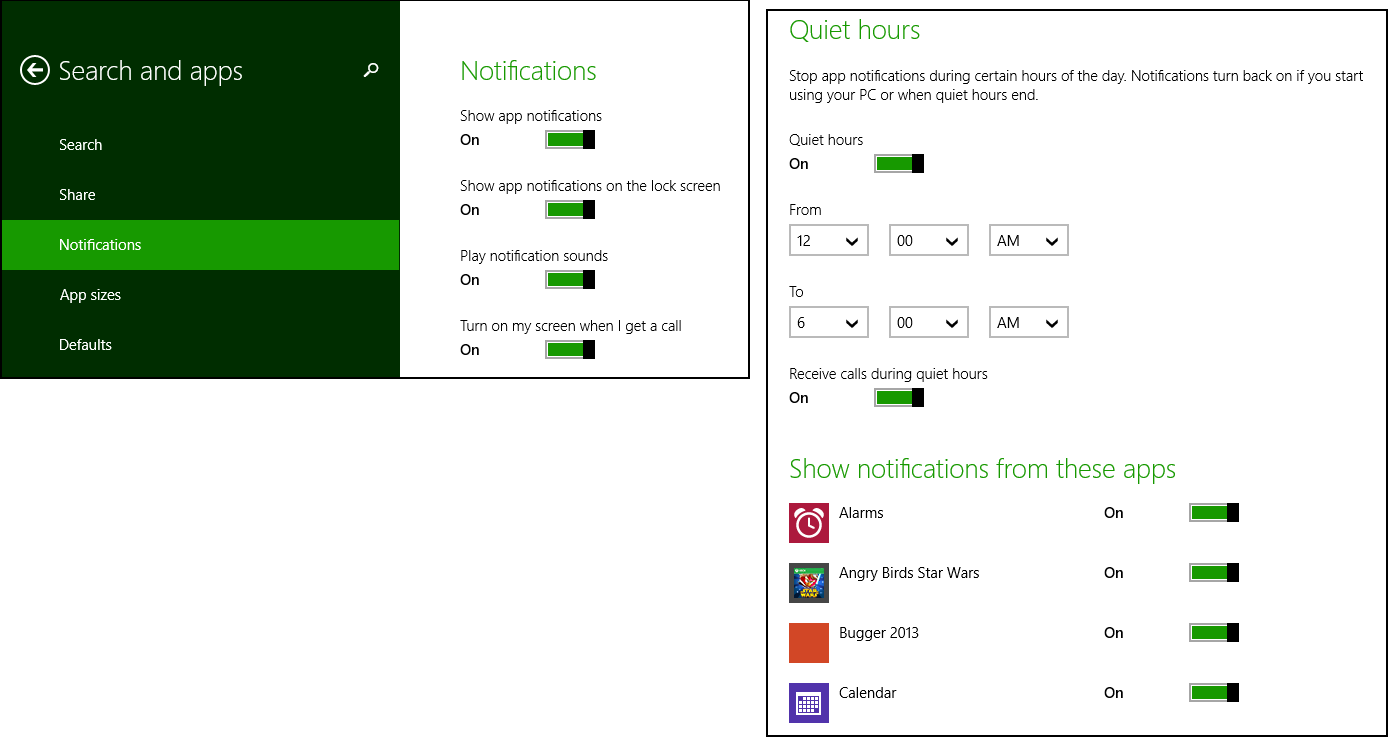 Search and apps
Search
Share
Notifications
App sizes
Defaults
Notifications
Show app notifications
On
Show app notifications on the lock screen
On
Play notification sounds
On
Turn on my screen when I get a call
On
Quiet hours
Stop app notifications during certain hours of the day. Notifications turn back on if you start
using your PC or when quiet hours end.
Quiet hours
On
From
12 00 AM
To
6 00 AM
Receive calls during quiet hours
On
Show notifications from these apps
Alarms On
STAR WARS
Angry Birds Star Wars On
Bugger 2013 On
Calendar On